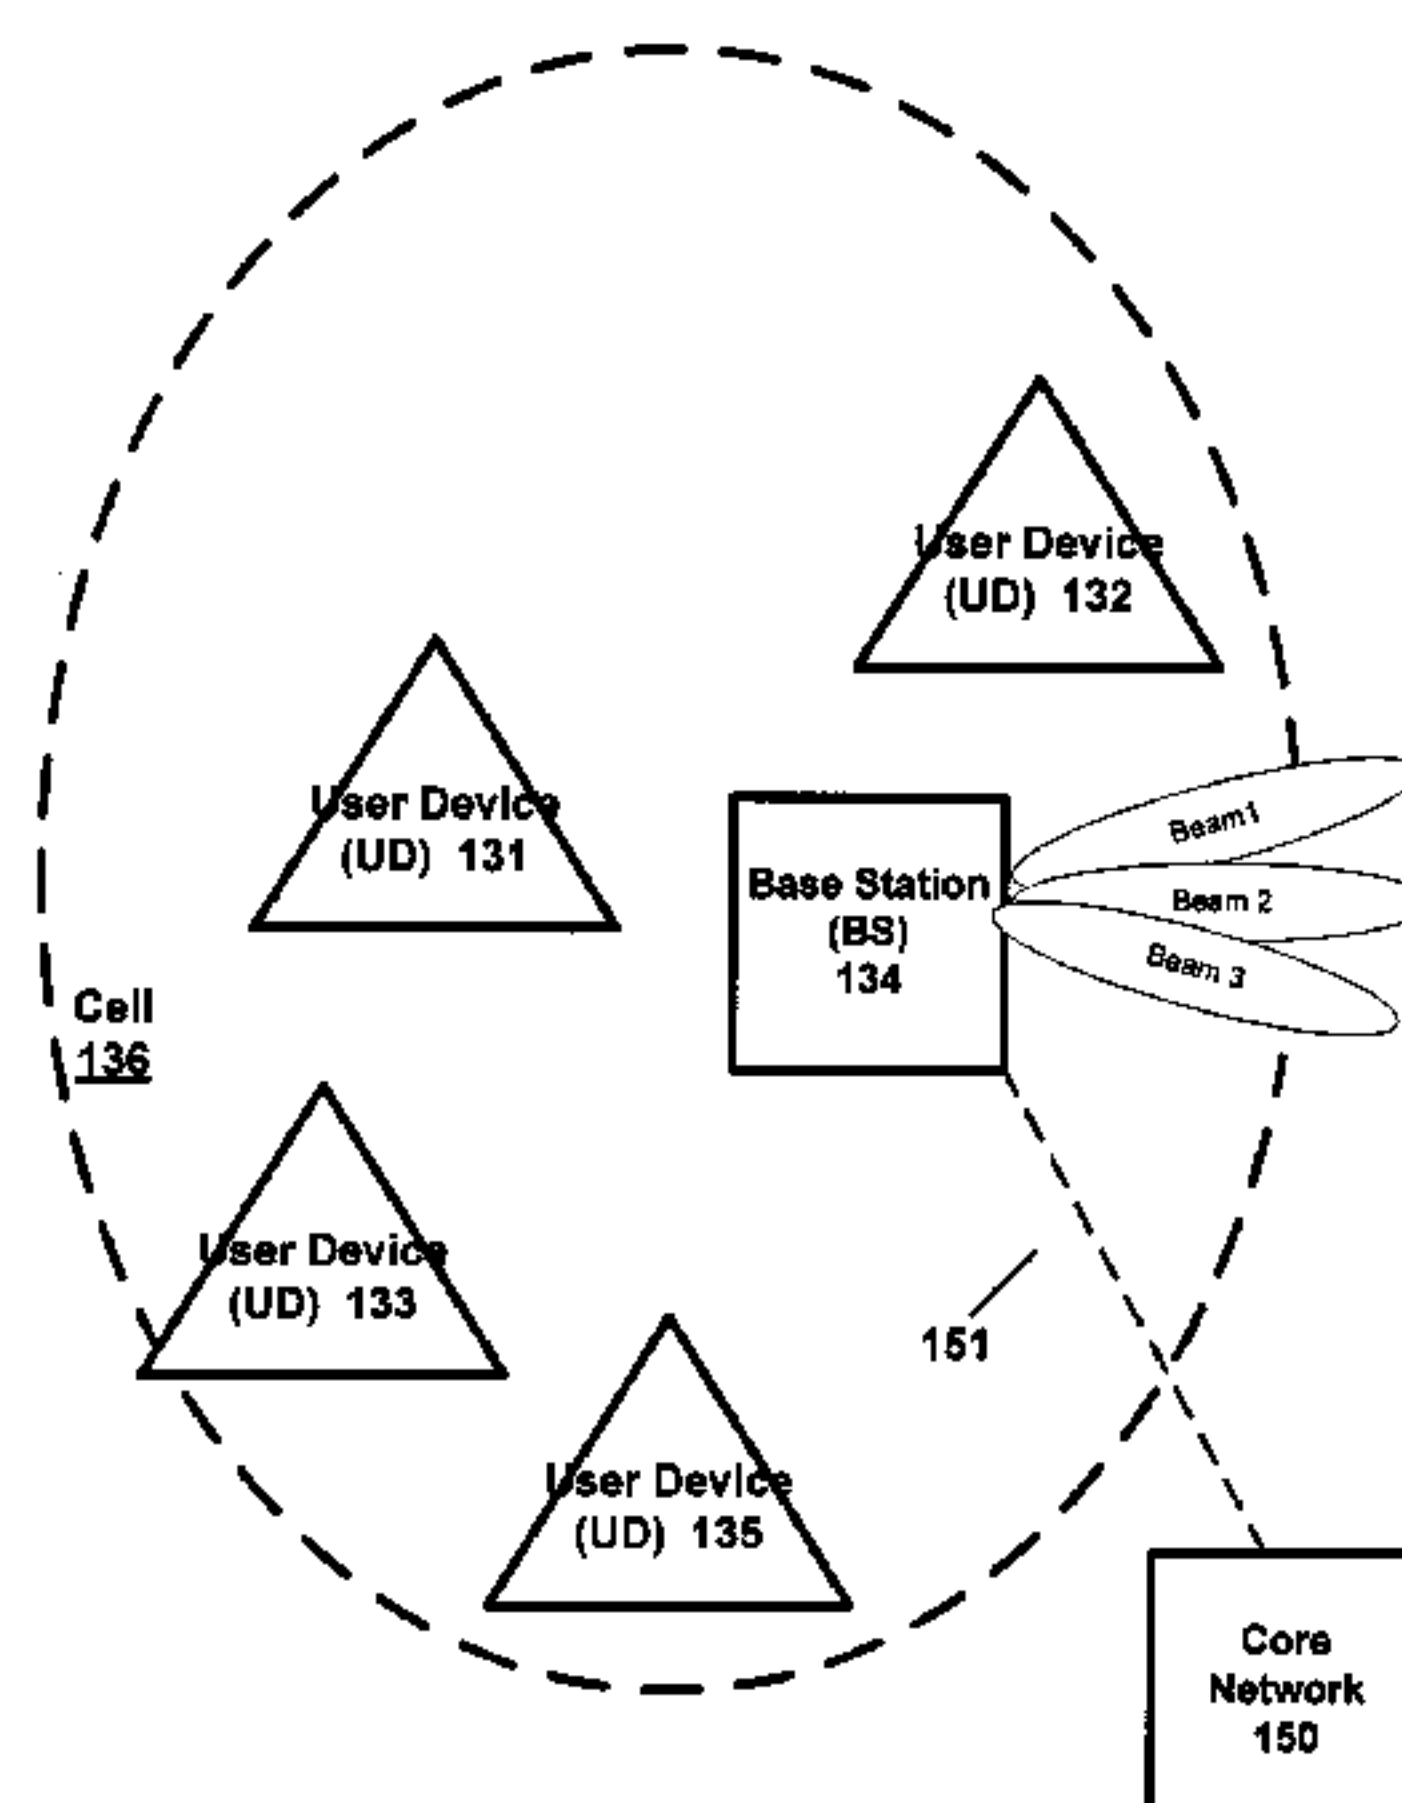 User Device
(UD) 132
User Device
(UD) 131
Beam1
Base Station
(BS)
134
Beam 2
Beam 3
Cell
136
User Device
(UD) 133
151
User Device
(UD) 135
Core
Network
150